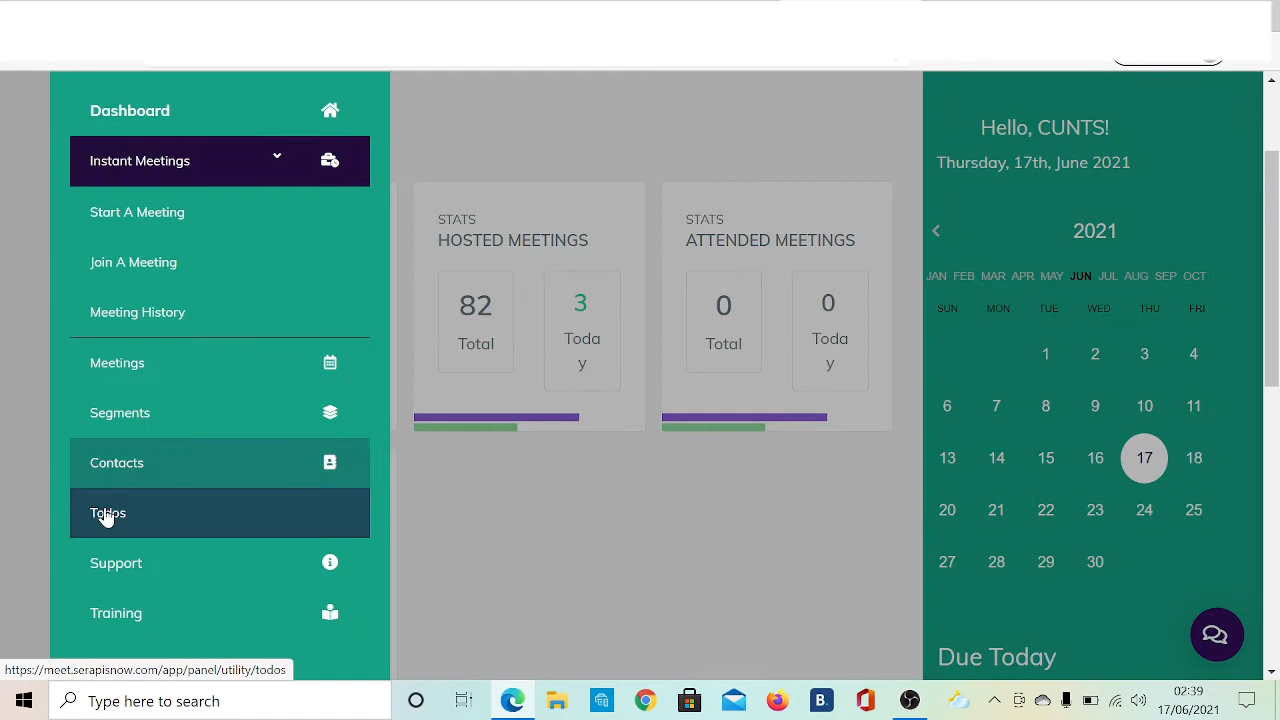 Dashboard
Instant Meetings
Start A Meeting
Join A Meeting
Meeting History
Meetings
Segments
Contacts
Todos
Support
Training
https://meet.serapisnow.com/app/panel/utility/todos
STATS
HOSTED MEETINGS
82
Total
3
Toda
y
STATS
ATTENDED MEETINGS
0
Total
0
Toda
y
Hello, CUNTS!
Thursday, 17th, June 2021
2021
JAN FEB MAR APR MAY JUN JUL AUG SEP OCT
SUN MON TUE WED THU FRI
1 2 3 4
6 7 8 9 10 11
13 14 15 16 17 18
20 21 22 23 24 25
27 28 29 30
Due Today
Type here to search
B.
02:39
17/06/2021